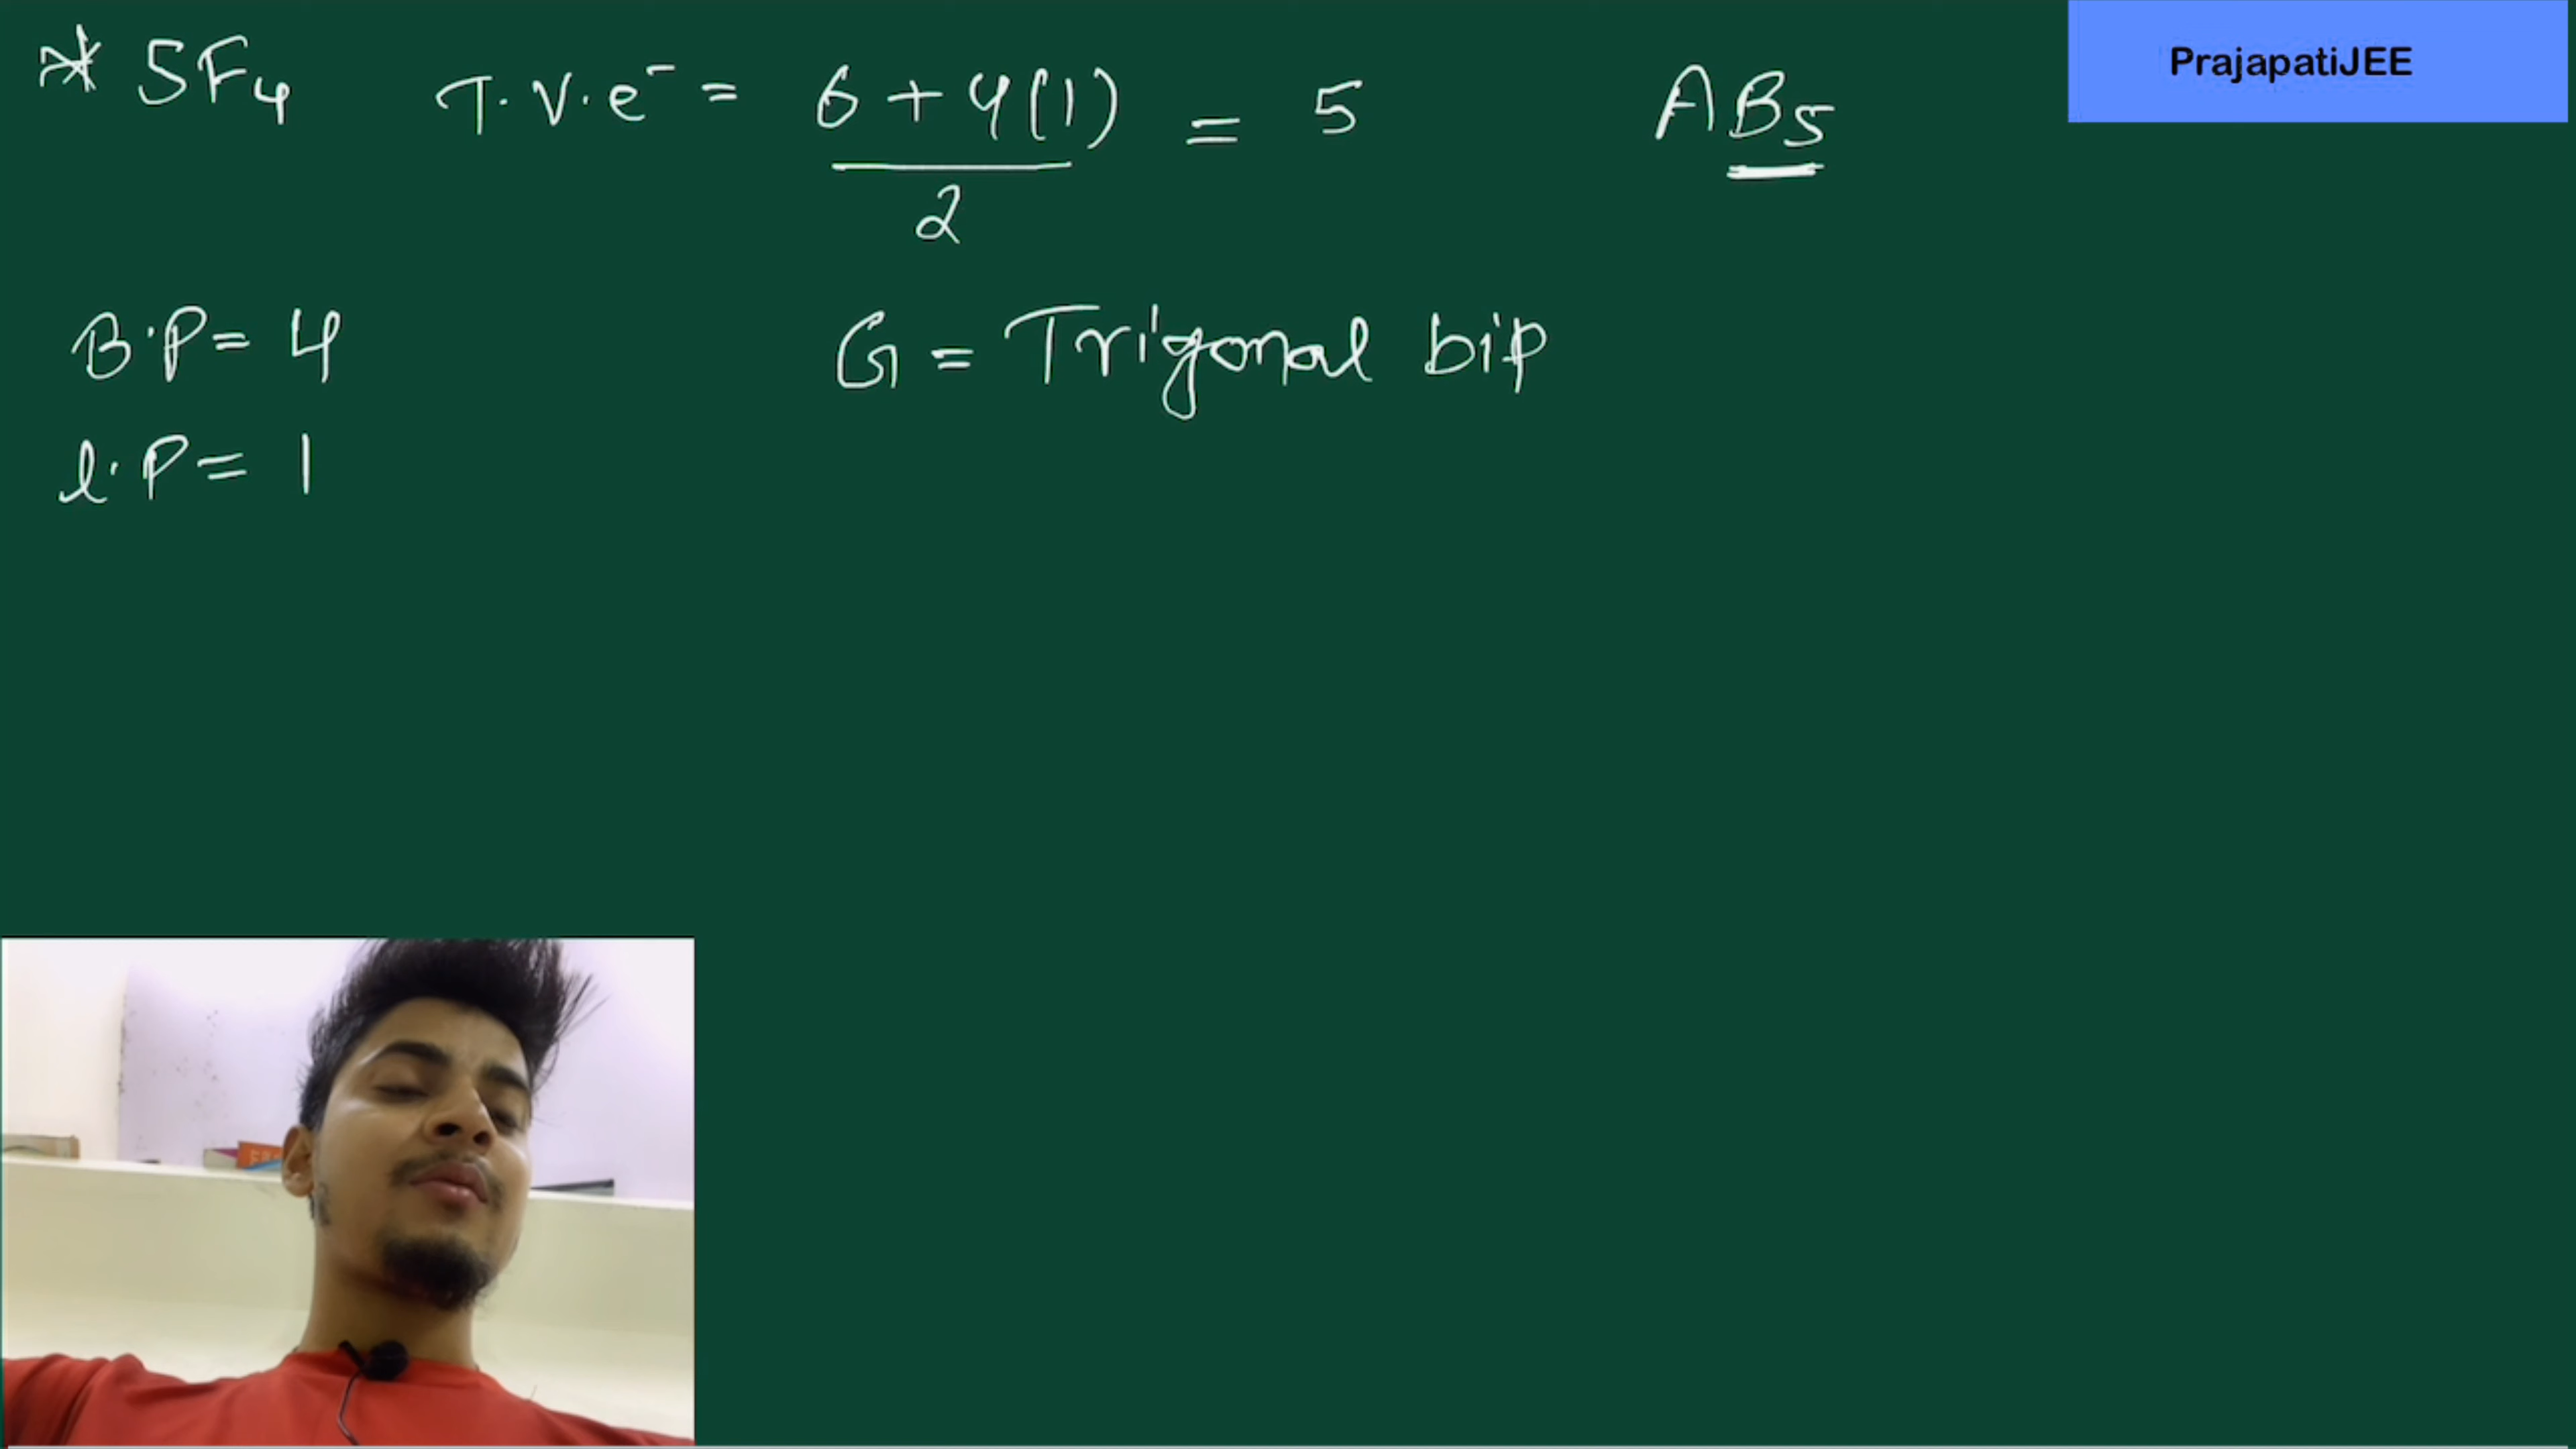 * SF4 T.V.e⁻ = 6 + 4(1) / 2 = 5 AB5
PrajapatiJEE
B.P = 4 G = Trigonal bip
l.P = 1